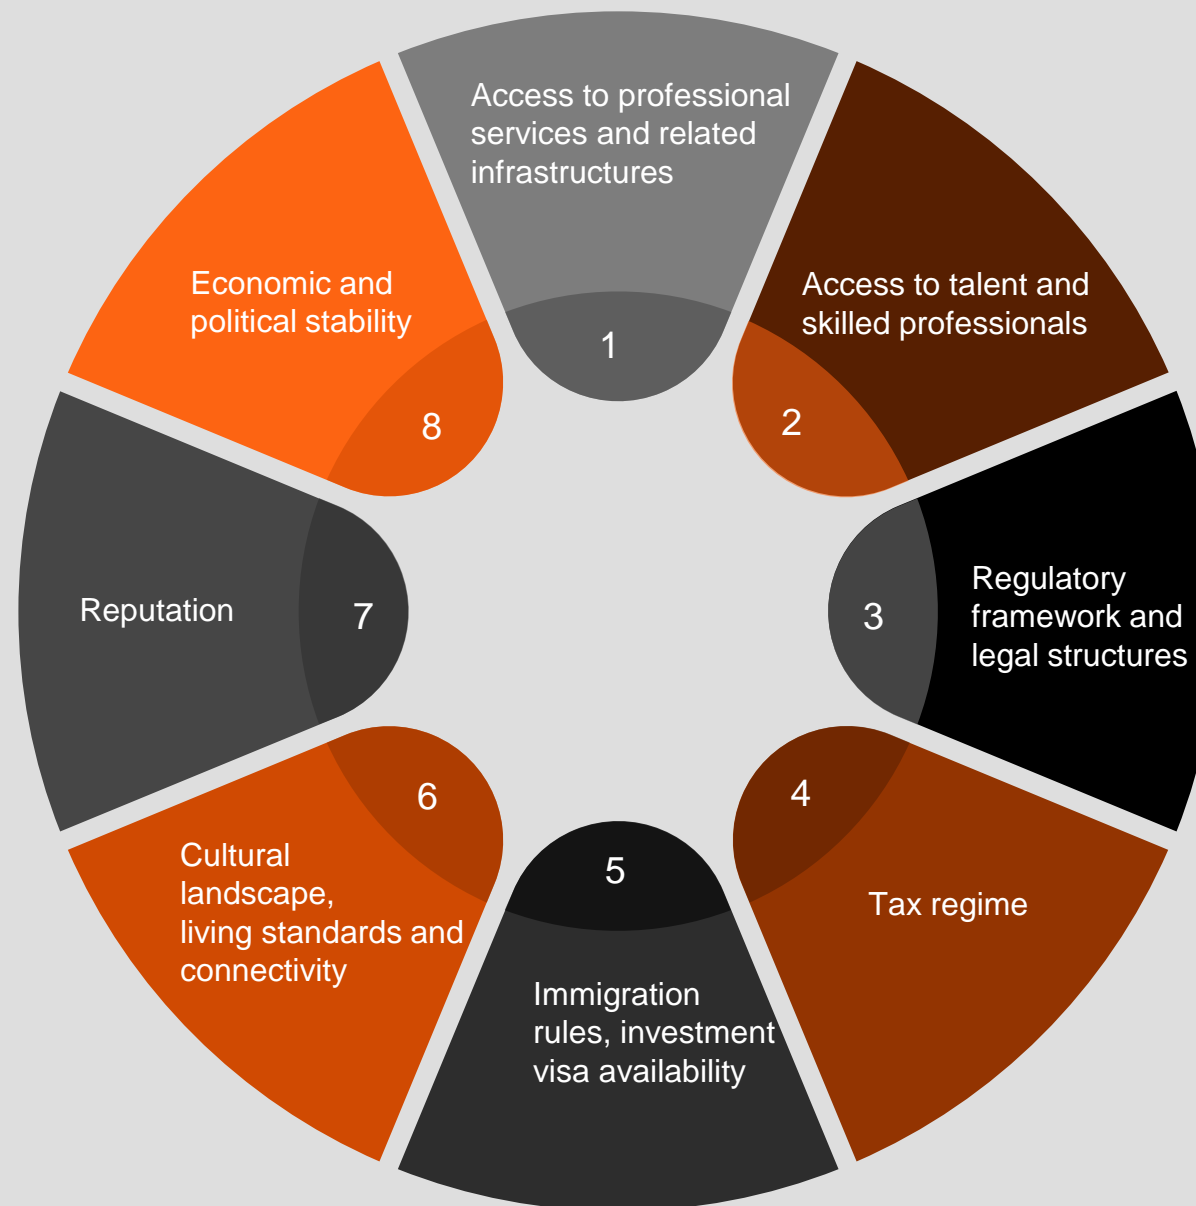 Access to professional
services and related
infrastructures
1
Access to talent and
skilled professionals
2
Regulatory
framework and
legal structures
3
Tax regime
4
Immigration
rules, investment
visa availability
5
Cultural
landscape,
living standards and
connectivity
6
Reputation
7
Economic and
political stability
8